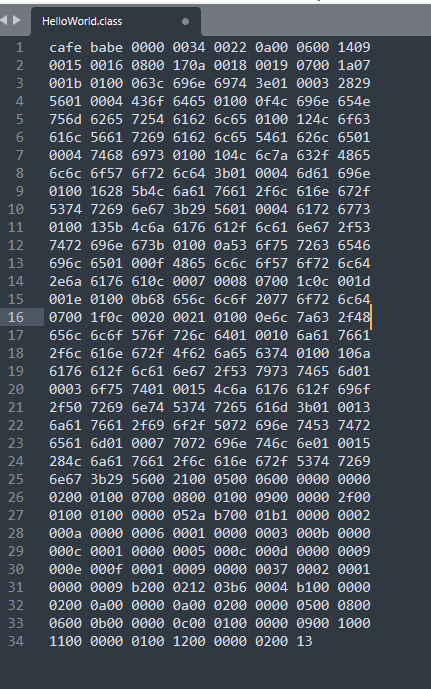 HelloWorld.class
1 cafe babe 0000 0034 0022 0a00 0600 1409
2 0015 0016 0800 170a 0018 0019 0700 1a07
3 001b 0100 063c 696e 6974 3e01 0003 2829
4 5601 0004 436f 6465 0100 0f4c 696e 654e
5 756d 6265 7254 6162 6c65 0100 124c 6f63
6 616c 5661 7269 6162 6c65 5461 626c 6501
7 0004 7468 6973 0100 104c 6c7a 632f 4865
8 6c6c 6f57 6f72 6c64 3b01 0004 6d61 696e
9 0100 1628 5b4c 6a61 7661 2f6c 616e 672f
10 5374 7269 6e67 3b29 5601 0004 6172 6773
11 0100 135b 4c6a 6176 612f 6c61 6e67 2f53
12 7472 696e 673b 0100 0a53 6f75 7263 6546
13 696c 6501 000f 4865 6c6c 6f57 6f72 6c64
14 2e6a 6176 610c 0007 0008 0700 1c0c 001d
15 001e 0100 0b68 656c 6c6f 2077 6f72 6c64
16 0700 1f0c 0020 0021 0100 0e6c 7a63 2f48
17 656c 6c6f 576f 726c 6401 0010 6a61 7661
18 2f6c 616e 672f 4f62 6a65 6374 0100 106a
19 6176 612f 6c61 6e67 2f53 7973 7465 6d01
20 0003 6f75 7401 0015 4c6a 6176 612f 696f
21 2f50 7269 6e74 5374 7265 616d 3b01 0013
22 6a61 7661 2f69 6f2f 5072 696e 7453 7472
23 6561 6d01 0007 7072 696e 746c 6e01 0015
24 284c 6a61 7661 2f6c 616e 672f 5374 7269
25 6e67 3b29 5600 2100 0500 0600 0000 0000
26 0200 0100 0700 0800 0100 0900 0000 2f00
27 0100 0100 0000 052a b700 01b1 0000 0002
28 000a 0000 0006 0001 0000 0003 000b 0000
29 000c 0001 0000 0005 000c 000d 0000 0009
30 000e 000f 0001 0009 0000 0037 0002 0001
31 0000 0009 b200 0212 03b6 0004 b100 0000
32 0200 0a00 0000 0a00 0200 0000 0500 0800
33 0600 0b00 0000 0c00 0100 0000 0900 1000
34 1100 0000 0100 1200 0000 0200 13